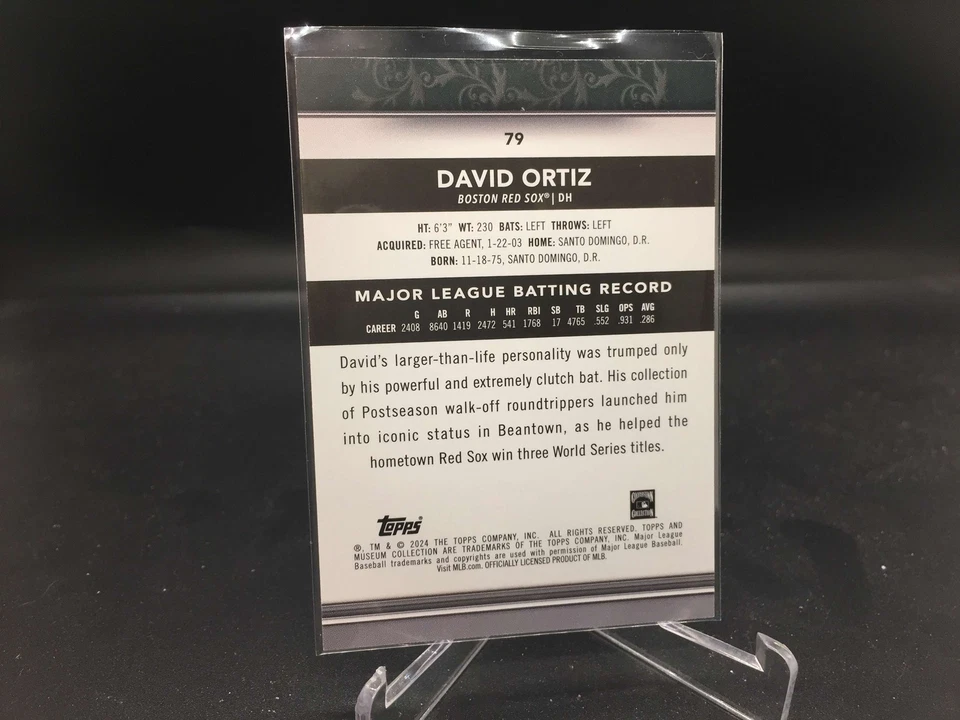 79
DAVID ORTIZ
BOSTON RED SOX® | DH
HT: 6'3" WT: 230 BATS: LEFT THROWS: LEFT
ACQUIRED: FREE AGENT, 1-22-03 HOME: SANTO DOMINGO, D.R.
BORN: 11-18-75, SANTO DOMINGO, D.R.
MAJOR LEAGUE BATTING RECORD
G AB R H HR RBI SB TB SLG OPS AVG
CAREER 2408 8640 1419 2472 541 1768 17 4765 .552 .931 .286
David's larger-than-life personality was trumped only
by his powerful and extremely clutch bat. His collection
of Postseason walk-off roundtrippers launched him
into iconic status in Beantown, as he helped the
hometown Red Sox win three World Series titles.
COOPERSTOWN
COLLECTION
Topps®
®, TM & © 2024 THE TOPPS COMPANY, INC. ALL RIGHTS RESERVED. TOPPS AND
MUSEUM COLLECTION ARE TRADEMARKS OF THE TOPPS COMPANY, INC. Major League
Baseball trademarks and copyrights are used with permission of Major League Baseball.
Visit MLB.com. OFFICIALLY LICENSED PRODUCT OF MLB.